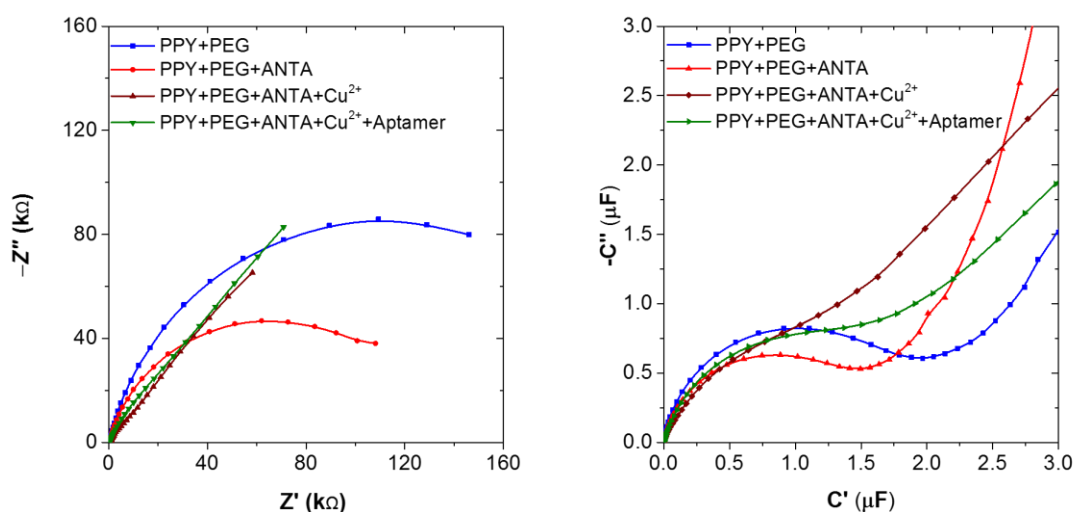 160
120
80
40
0
0
40
80
120
160
−Z'' (kΩ)
Z' (kΩ)
PPY+PEG
PPY+PEG+ANTA
PPY+PEG+ANTA+Cu²⁺
PPY+PEG+ANTA+Cu²⁺+Aptamer
3.0
2.5
2.0
1.5
1.0
0.5
0.0
0.0
0.5
1.0
1.5
2.0
2.5
3.0
-C'' (μF)
C' (μF)
PPY+PEG
PPY+PEG+ANTA
PPY+PEG+ANTA+Cu²⁺
PPY+PEG+ANTA+Cu²⁺+Aptamer